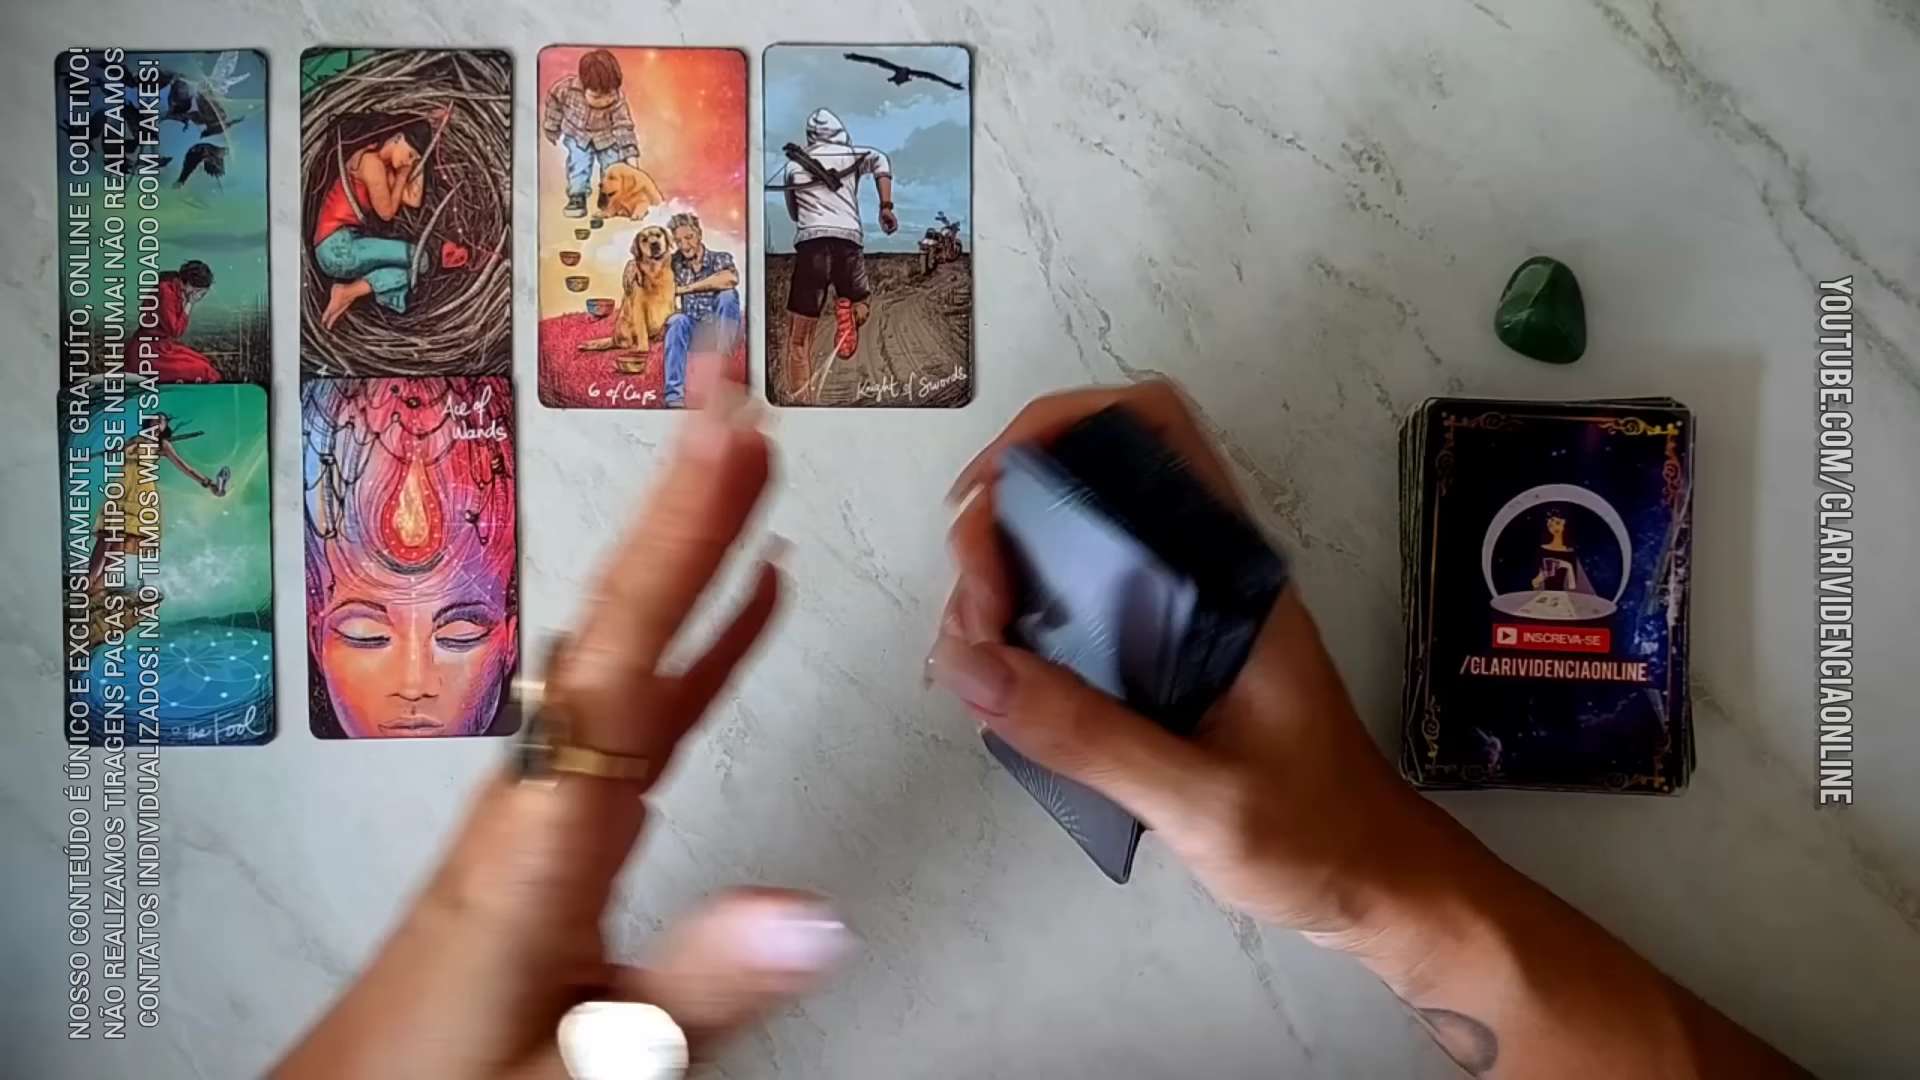 NOSSO CONTEÚDO É ÚNICO E EXCLUSIVAMENTE GRATUÍTO, ONLINE E COLETIVO!
NÃO REALIZAMOS TIRAGENS PAGAS EM HIPÓTESE NENHUMA! NÃO REALIZAMOS
CONTATOS INDIVIDUALIZADOS! NÃO TEMOS WHATSAPP! CUIDADO COM FAKES!
6 of Cups
Knight of Swords
Ace of
Wands
0 the Fool
INSCREVA-SE
/CLARIVIDENCIAONLINE
YOUTUBE.COM/CLARIVIDENCIAONLINE